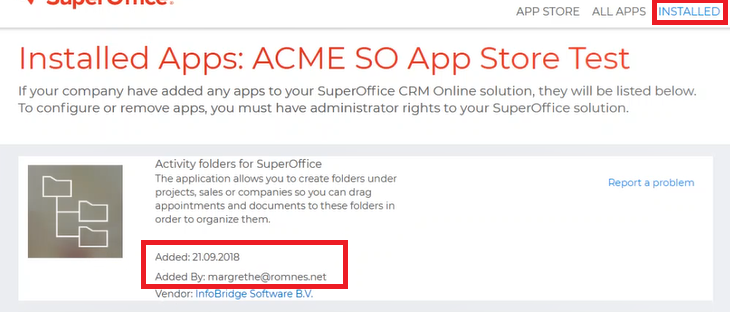 SuperOffice®
APP STORE ALL APPS INSTALLED
Installed Apps: ACME SO App Store Test
If your company have added any apps to your SuperOffice CRM Online solution, they will be listed below.
To configure or remove apps, you must have administrator rights to your SuperOffice solution.
Activity folders for SuperOffice
The application allows you to create folders under
projects, sales or companies so you can drag
appointments and documents to these folders in
order to organize them.
Report a problem
Added: 21.09.2018
Added By: margrethe@romnes.net
Vendor: InfoBridge Software B.V.